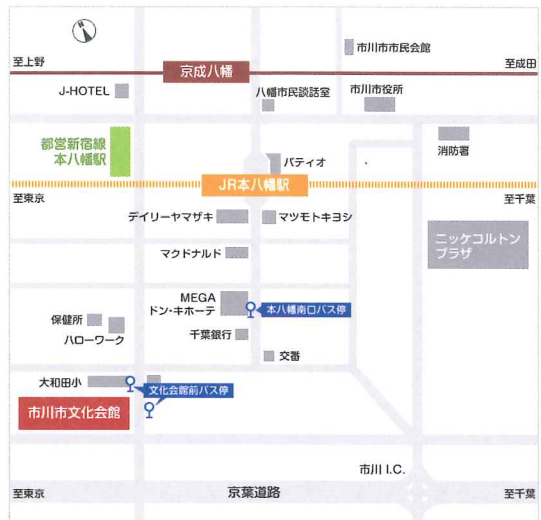 N
市川市市民会館
至上野
京成八幡
至成田
J-HOTEL
八幡市民談話室
市川市役所
都営新宿線
本八幡駅
パティオ
消防署
JR本八幡駅
至東京
至千葉
デイリーヤマザキ
マツモトキヨシ
ニッケコルトン
プラザ
マクドナルド
MEGA
ドン・キホーテ
本八幡南口バス停
保健所
ハローワーク
千葉銀行
交番
大和田小
文化会館前バス停
市川市文化会館
市川 I.C.
至東京
京葉道路
至千葉